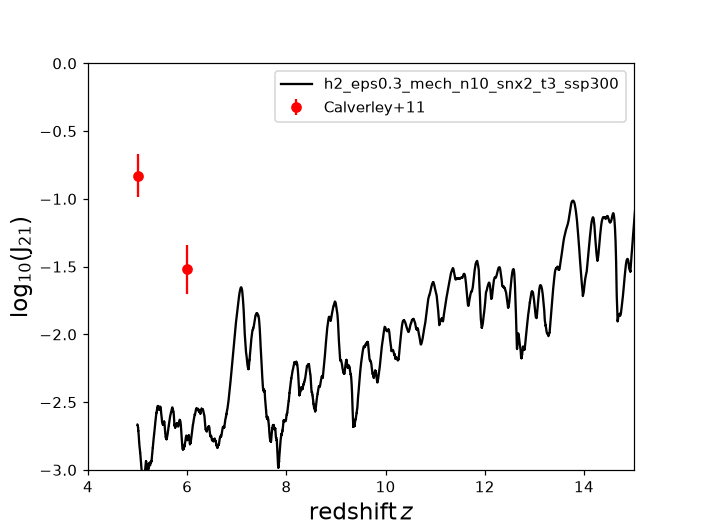 0.0
h2_eps0.3_mech_n10_snx2_t3_ssp300
Calverley+11
−0.5
−1.0
−1.5
−2.0
−2.5
−3.0
log₁₀(J₂₁)
4 6 8 10 12 14
redshift z